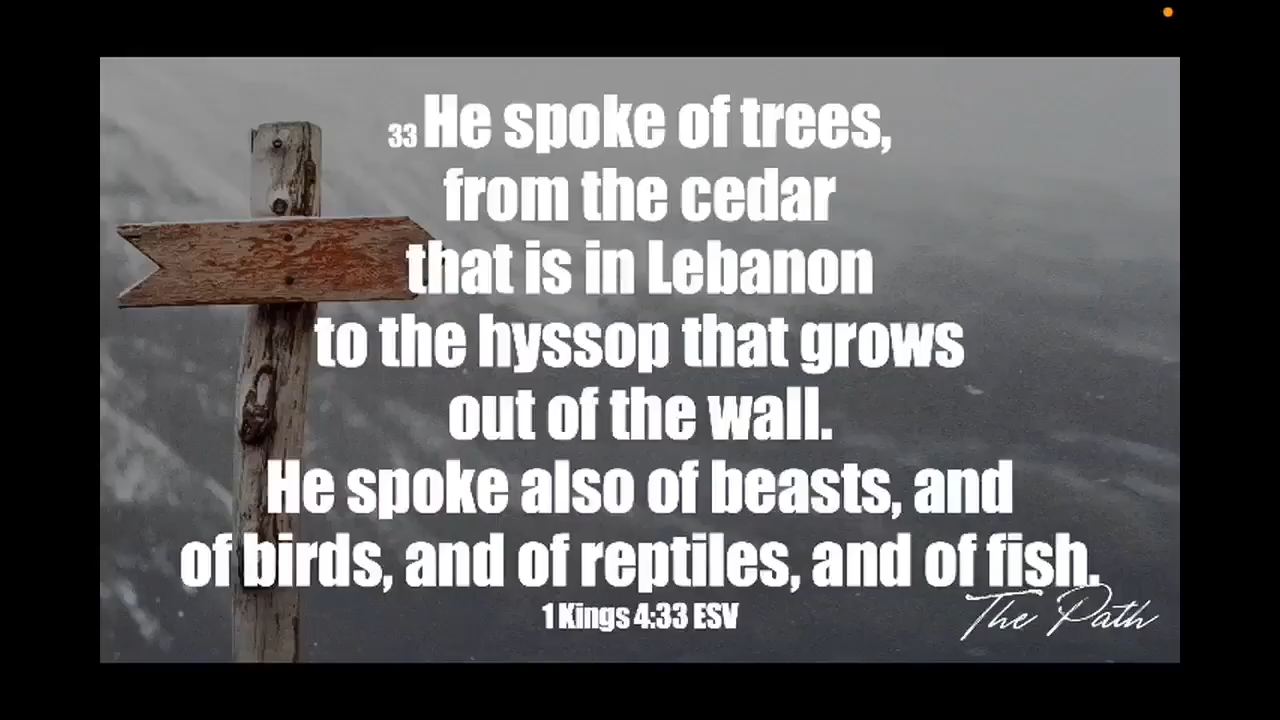 33 He spoke of trees,
from the cedar
that is in Lebanon
to the hyssop that grows
out of the wall.
He spoke also of beasts, and
of birds, and of reptiles, and of fish.
1 Kings 4:33 ESV
The Path